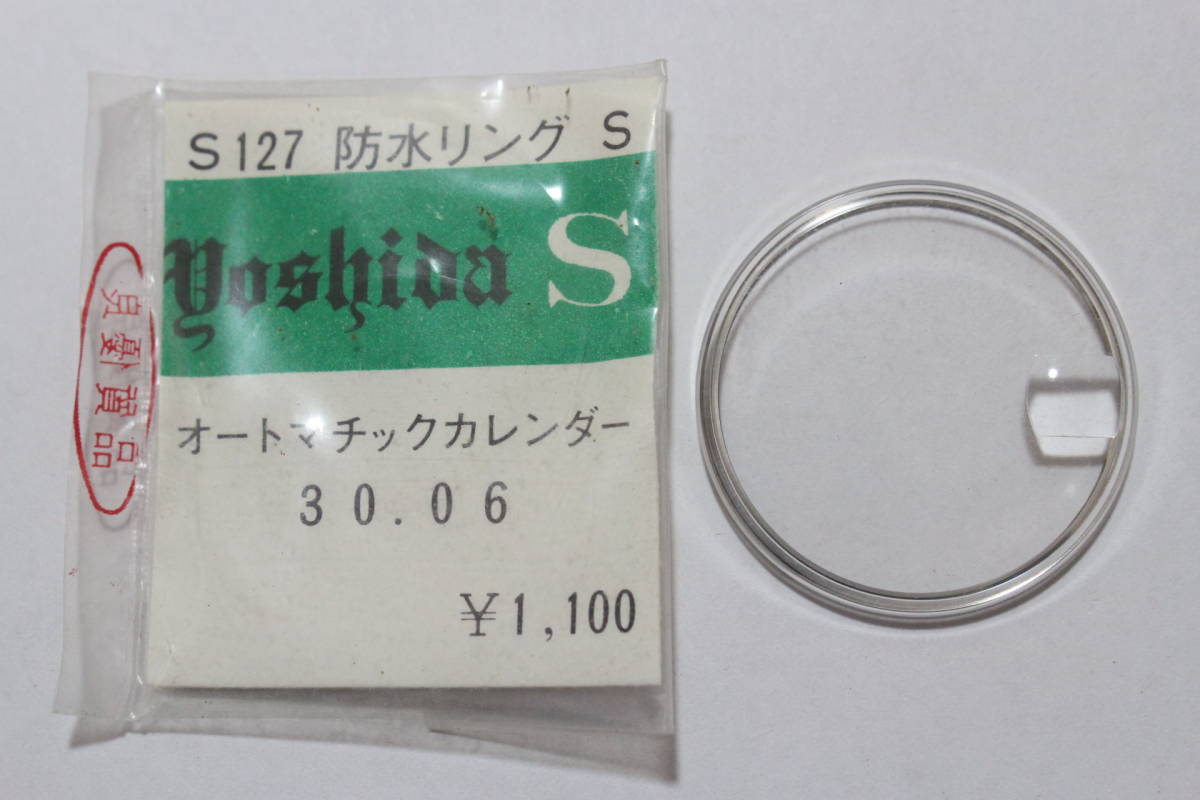 S127 防水リング S
Yoshida S
オートマチックカレンダー
30.06
¥1,100